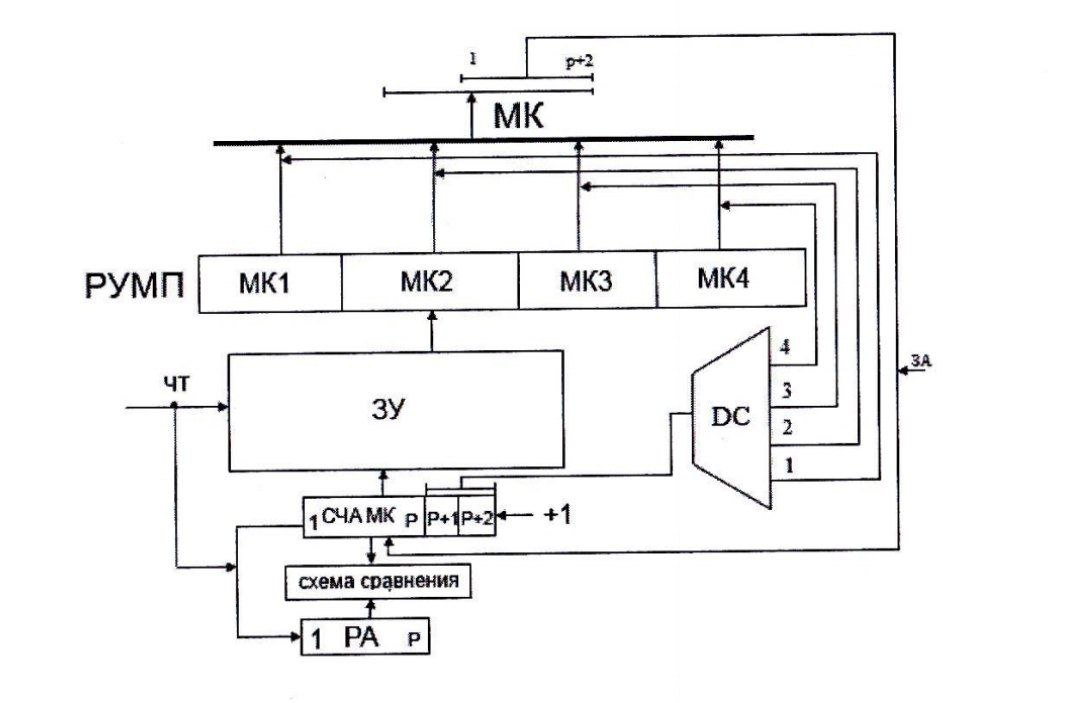 1 p+2
МК
РУМП МК1 МК2 МК3 МК4
ЧТ
ЗУ
DC
4
3
2
1
ЗА
1 СЧА МК P P+1 P+2 +1
схема сравнения
1 РА P